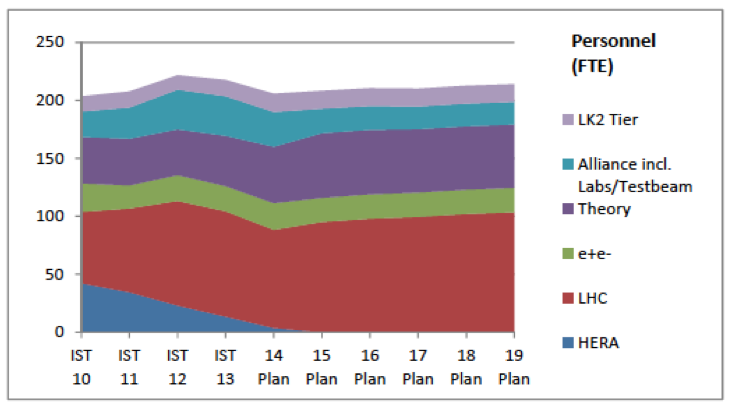 250
200
150
100
50
0
IST IST IST IST 14 15 16 17 18 19
10 11 12 13 Plan Plan Plan Plan Plan Plan
Personnel
(FTE)
LK2 Tier
Alliance incl.
Labs/Testbeam
Theory
e+e-
LHC
HERA